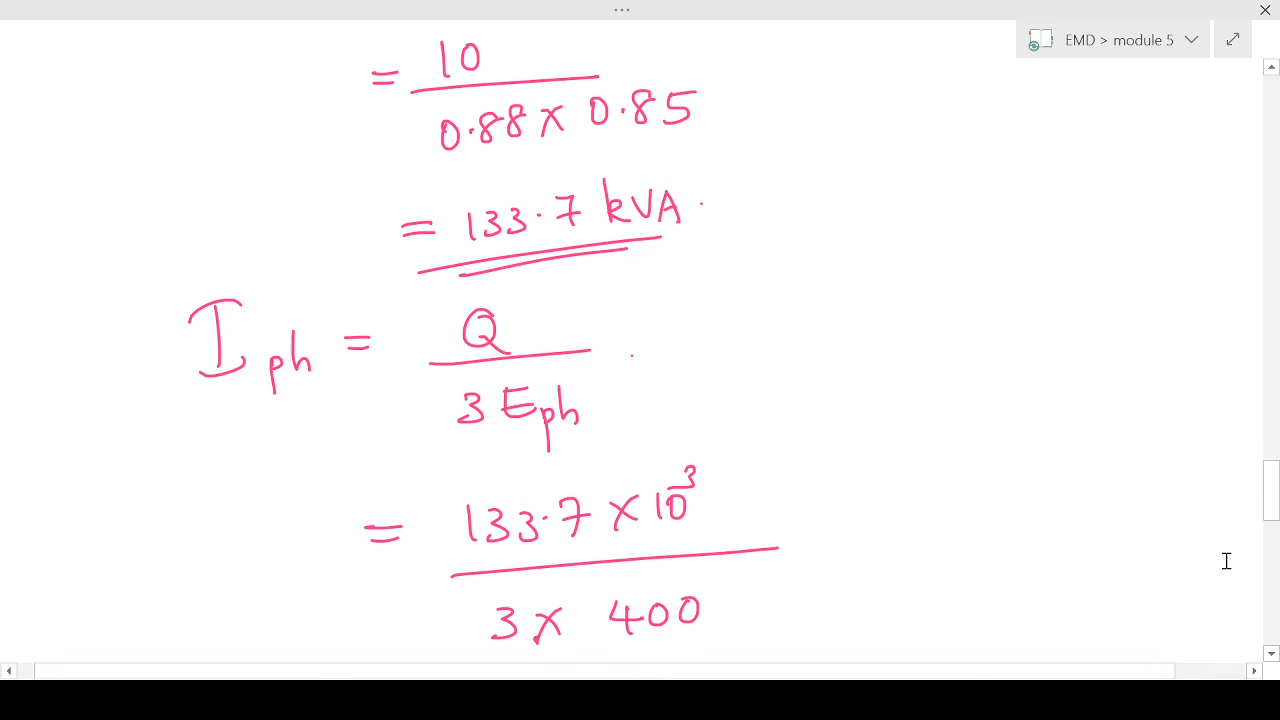 EMD > module 5
= 10 / 0.88 x 0.85
= 133.7 kVA.
I ph = Q / 3 Eph .
= 133.7 x 10^-3 / 3 x 400